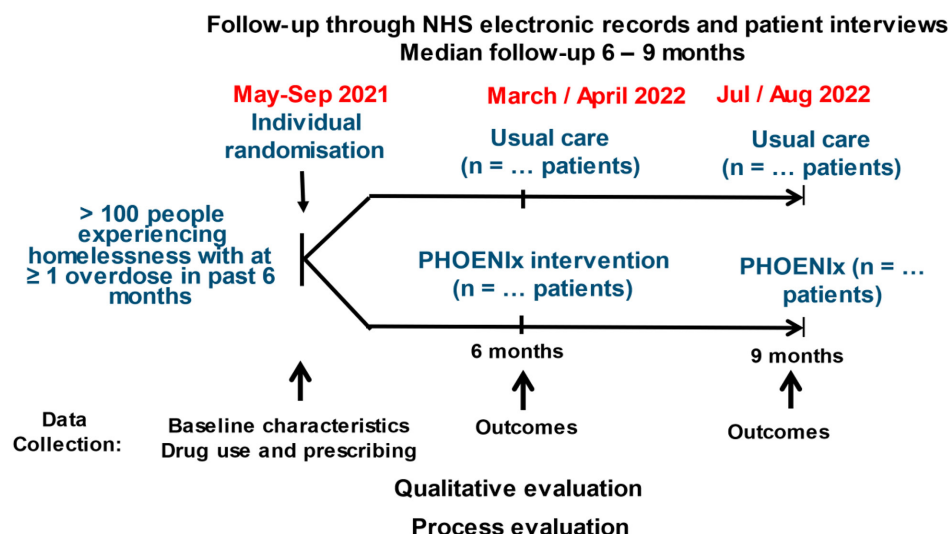 Follow-up through NHS electronic records and patient interviews
Median follow-up 6 – 9 months
May-Sep 2021
Individual
randomisation
March / April 2022
Usual care
(n = … patients)
Jul / Aug 2022
Usual care
(n = … patients)
> 100 people
experiencing
homelessness with at
≥ 1 overdose in past 6
months
PHOENIx intervention
(n = … patients)
PHOENIx (n = …
patients)
6 months
9 months
Data
Collection:
Baseline characteristics
Drug use and prescribing
Outcomes
Outcomes
Qualitative evaluation
Process evaluation